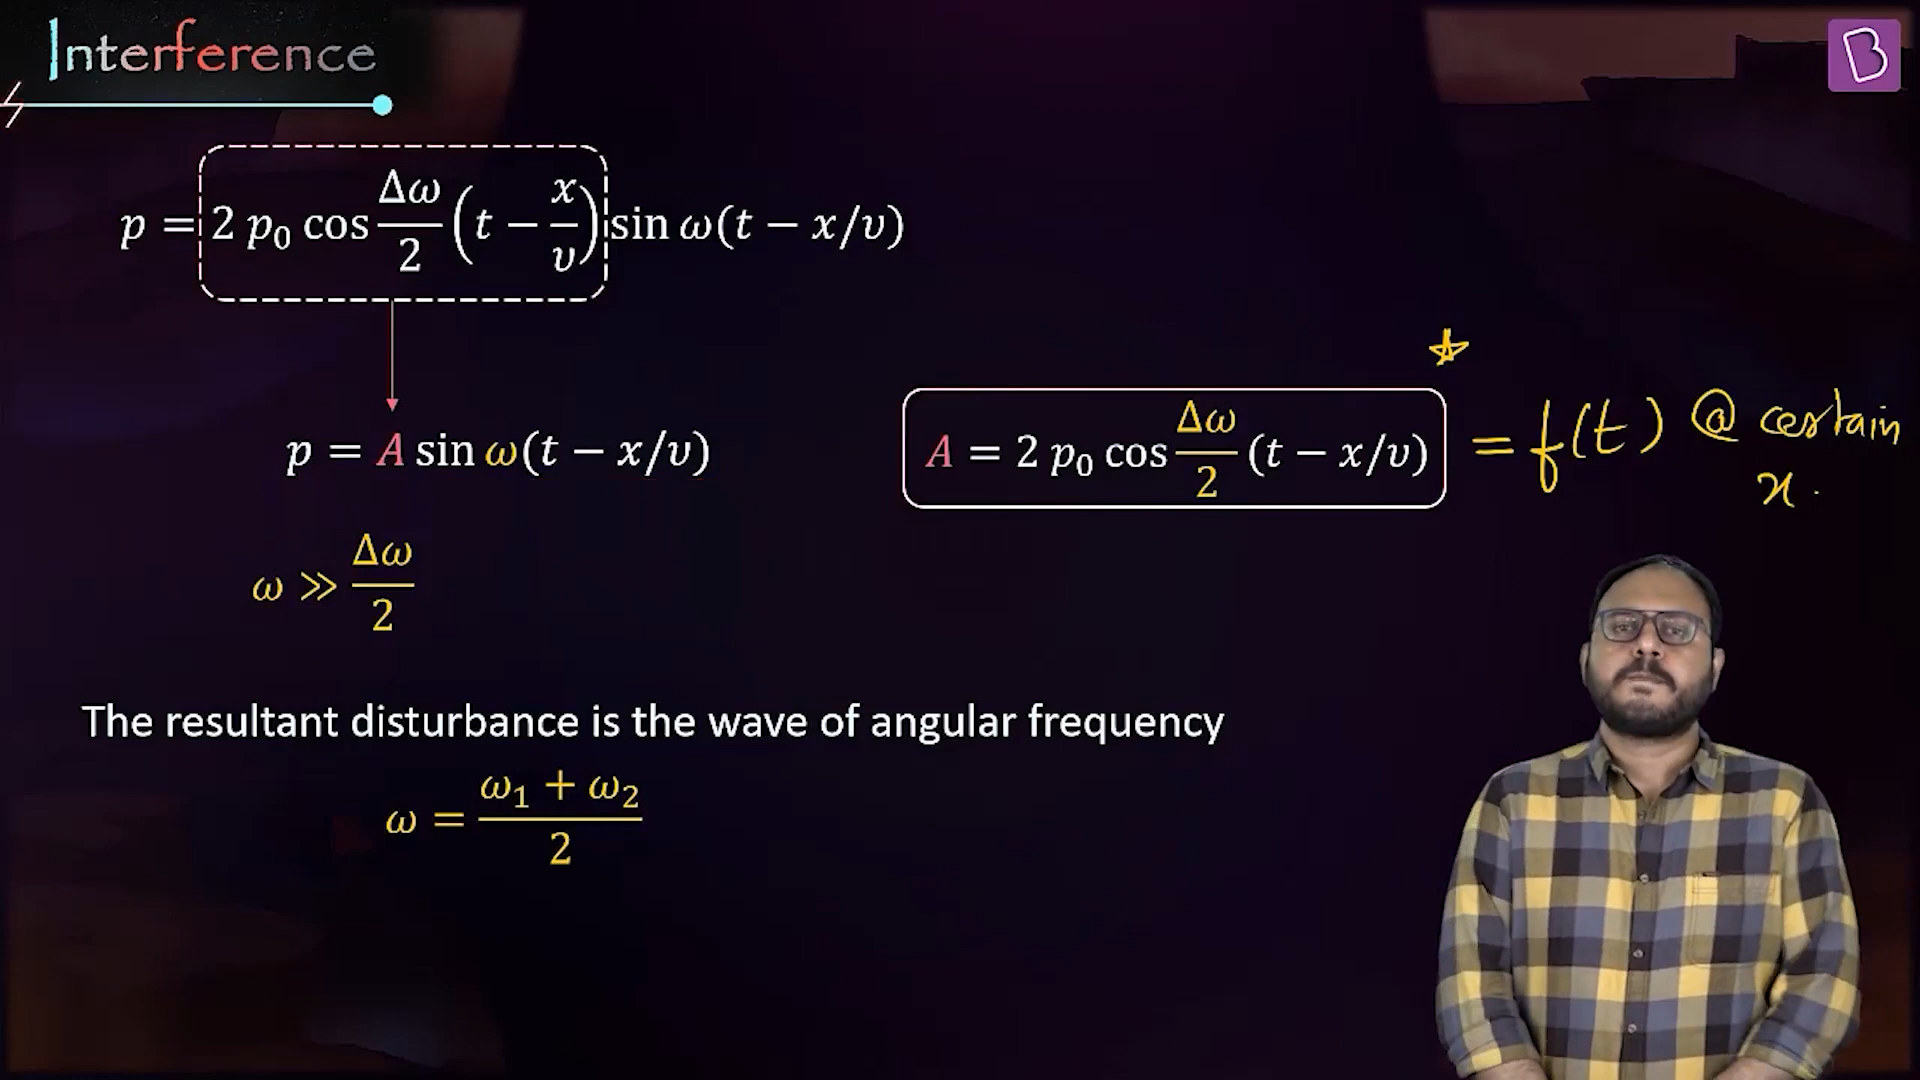 Interference
p = 2 p₀ cos Δω/2 (t − x/υ) sin ω(t − x/υ)
p = A sin ω(t − x/υ)
A = 2 p₀ cos Δω/2 (t − x/υ) = f(t) @ certain
x.
ω ≫ Δω/2
The resultant disturbance is the wave of angular frequency
ω = (ω₁ + ω₂)/2
B